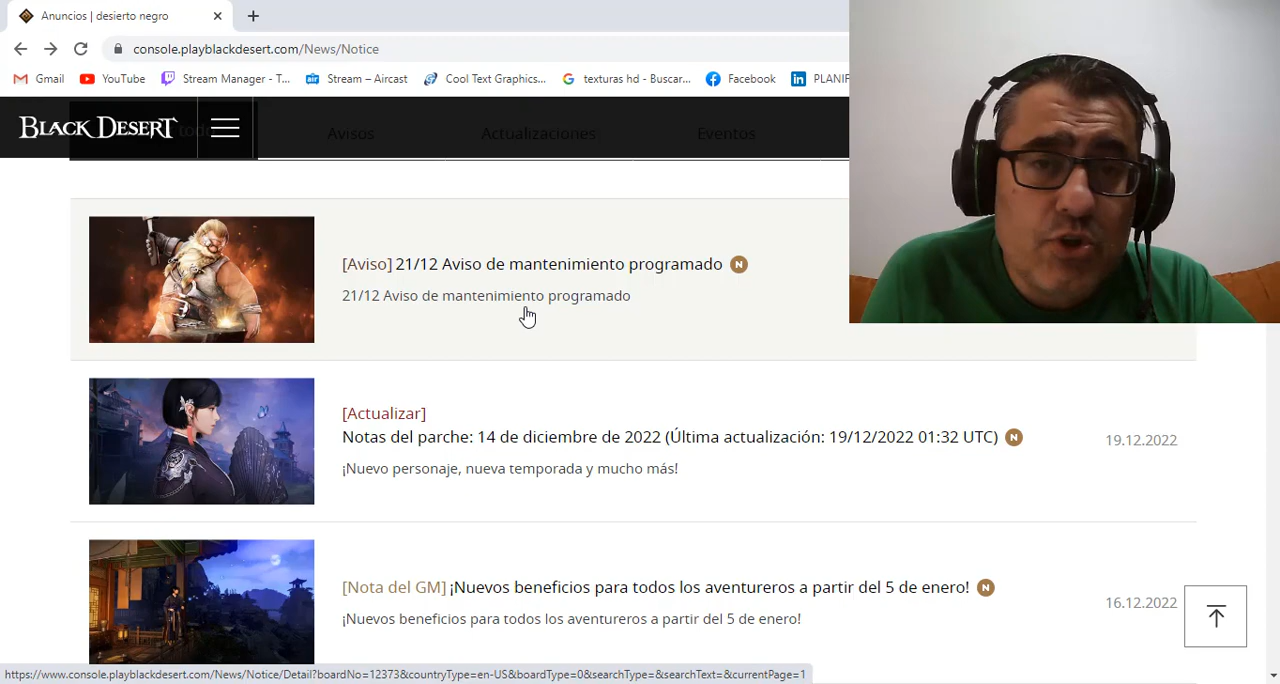 Anuncios | desierto negro
console.playblackdesert.com/News/Notice
Gmail YouTube Stream Manager - T... Stream – Aircast Cool Text Graphics... texturas hd - Buscar... Facebook PLANIF
BLACK DESERT Avisos Actualizaciones Eventos
[Aviso] 21/12 Aviso de mantenimiento programado N
21/12 Aviso de mantenimiento programado
[Actualizar]
Notas del parche: 14 de diciembre de 2022 (Última actualización: 19/12/2022 01:32 UTC) N
19.12.2022
¡Nuevo personaje, nueva temporada y mucho más!
[Nota del GM] ¡Nuevos beneficios para todos los aventureros a partir del 5 de enero! N
16.12.2022
¡Nuevos beneficios para todos los aventureros a partir del 5 de enero!
https://www.console.playblackdesert.com/News/Notice/Detail?boardNo=12373&countryType=en-US&boardType=0&searchType=&searchText=&currentPage=1